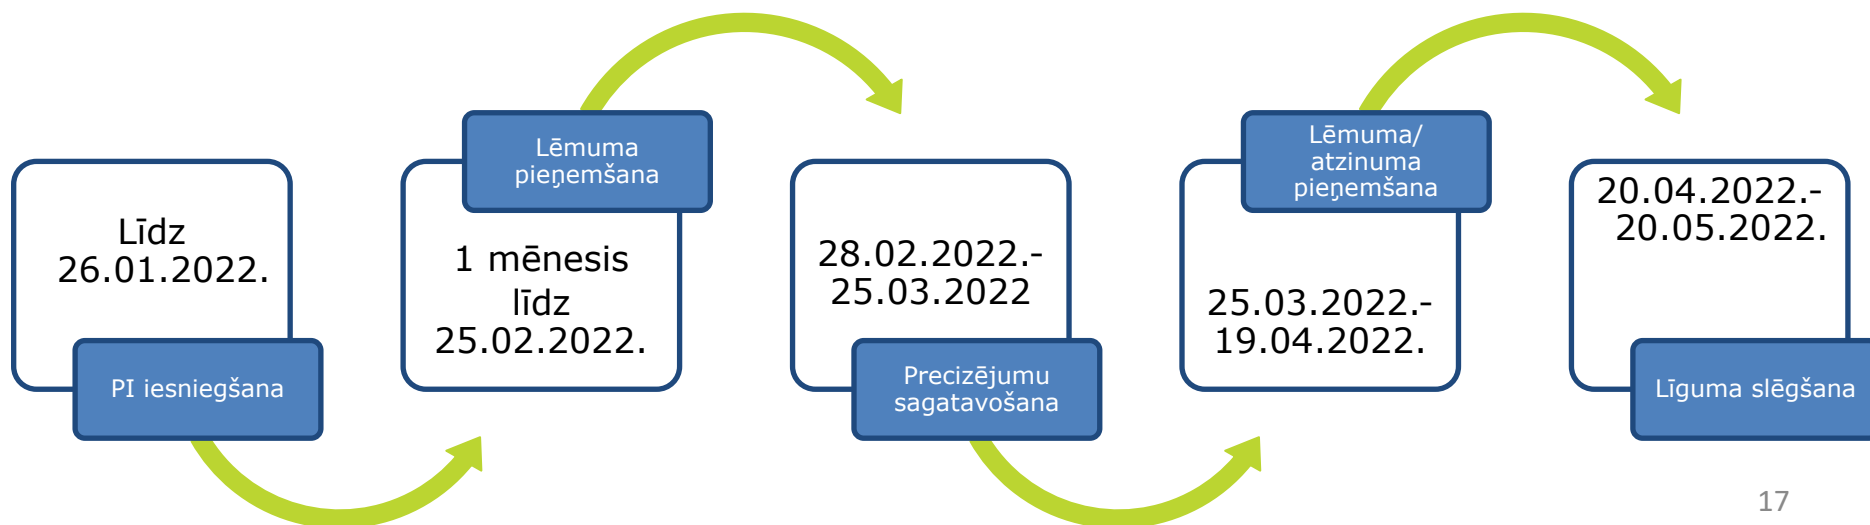 Līdz
26.01.2022.
PI iesniegšana
Lēmuma
pieņemšana
1 mēnesis
līdz
25.02.2022.
28.02.2022.-
25.03.2022
Precizējumu
sagatavošana
Lēmuma/
atzinuma
pieņemšana
25.03.2022.-
19.04.2022.
20.04.2022.-
20.05.2022.
Līguma slēgšana
17